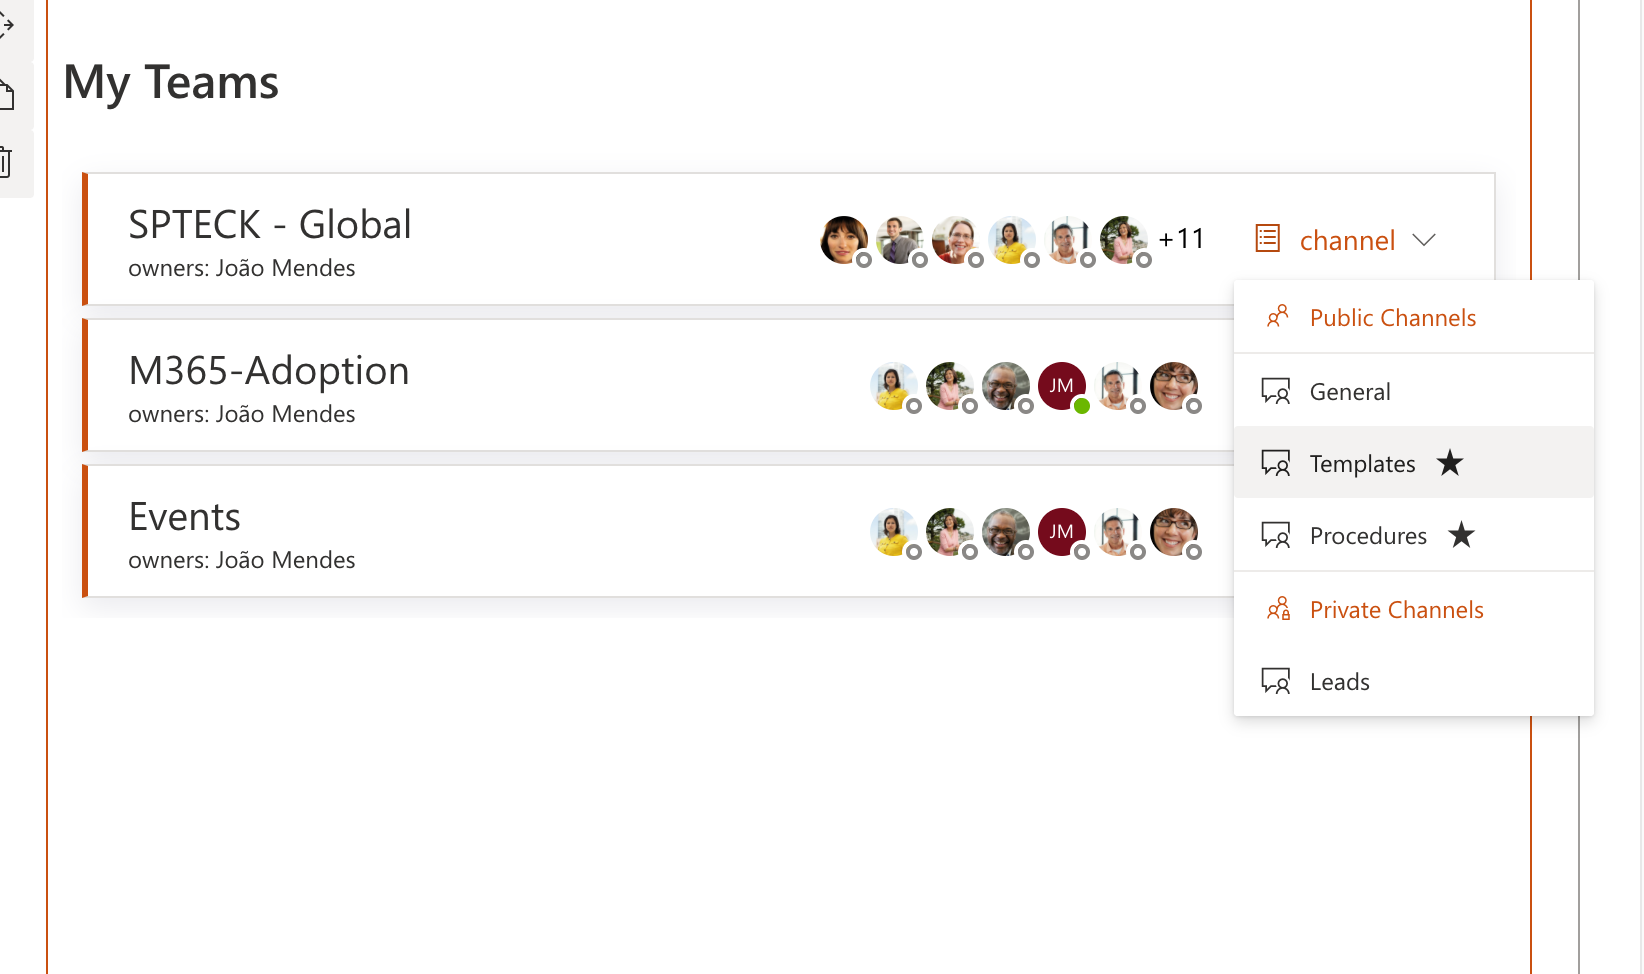 My Teams
SPTECK - Global
owners: João Mendes
+11
channel
M365-Adoption
owners: João Mendes
JM
Events
owners: João Mendes
JM
Public Channels
General
Templates ★
Procedures ★
Private Channels
Leads